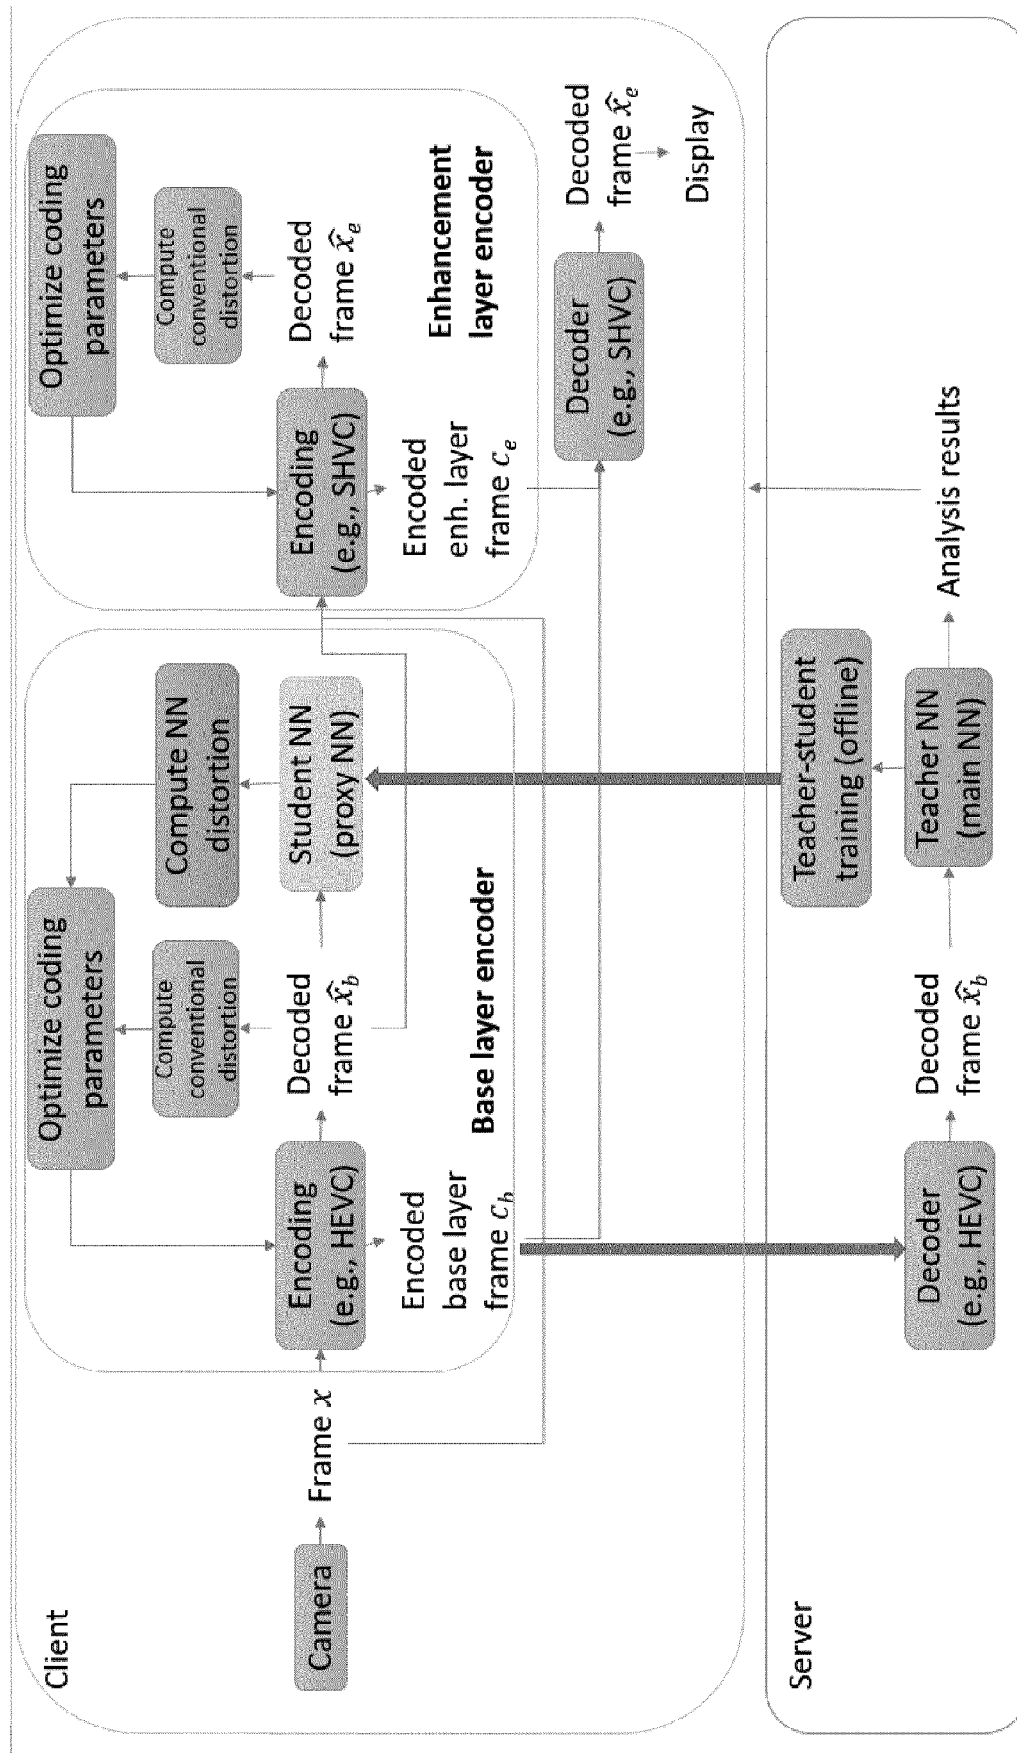 Client
Camera
Frame x
Optimize coding
parameters
Compute
conventional
distortion
Compute NN
distortion
Encoding
(e.g., HEVC)
Decoded
frame x̂_b
Student NN
(proxy NN)
Encoded
base layer
frame c_b
Base layer encoder
Optimize coding
parameters
Compute
conventional
distortion
Encoding
(e.g., SHVC)
Decoded
frame x̂_e
Encoded
enh. layer
frame c_e
Enhancement
layer encoder
Decoder
(e.g., SHVC)
Decoded
frame x̂_e
Display
Server
Teacher-student
training (offline)
Decoder
(e.g., HEVC)
Decoded
frame x̂_b
Teacher NN
(main NN)
Analysis results